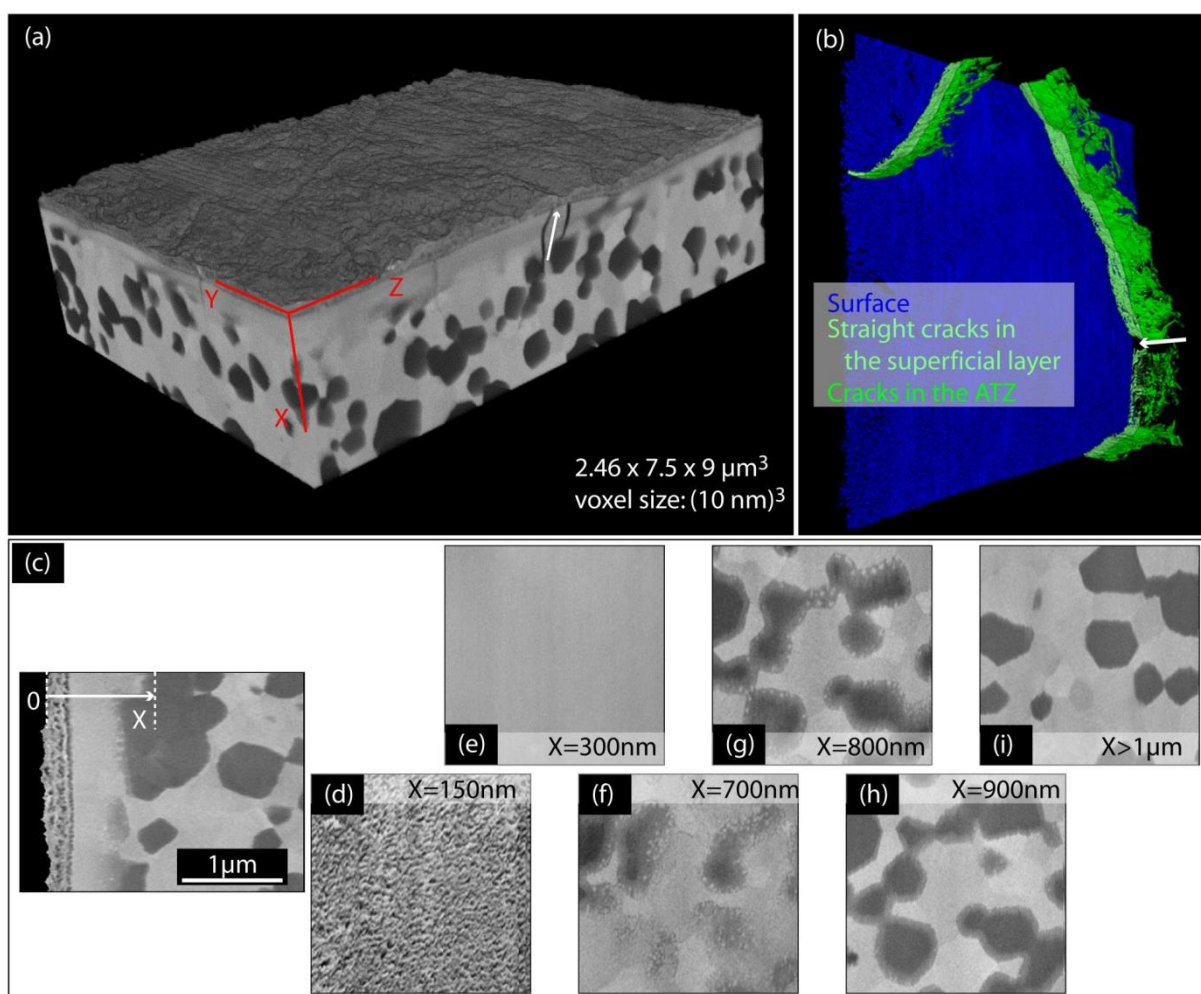 (a)
Y
Z
X
2.46 x 7.5 x 9 µm³
voxel size: (10 nm)³
(b)
Surface
Straight cracks in
the superficial layer
Cracks in the ATZ
(c)
0
X
1µm
(d)
X=150nm
(e)
X=300nm
(f)
X=700nm
(g)
X=800nm
(h)
X=900nm
(i)
X>1µm